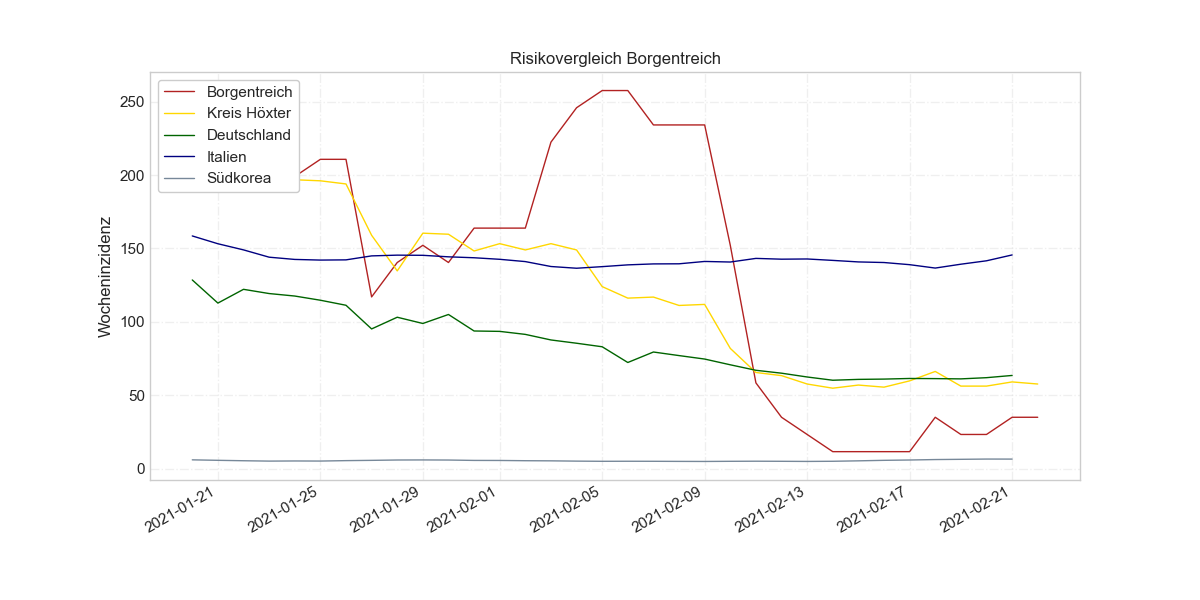 Risikovergleich Borgentreich
Borgentreich
Kreis Höxter
Deutschland
Italien
Südkorea
Wocheninzidenz
250
200
150
100
50
0
2021-01-21
2021-01-25
2021-01-29
2021-02-01
2021-02-05
2021-02-09
2021-02-13
2021-02-17
2021-02-21